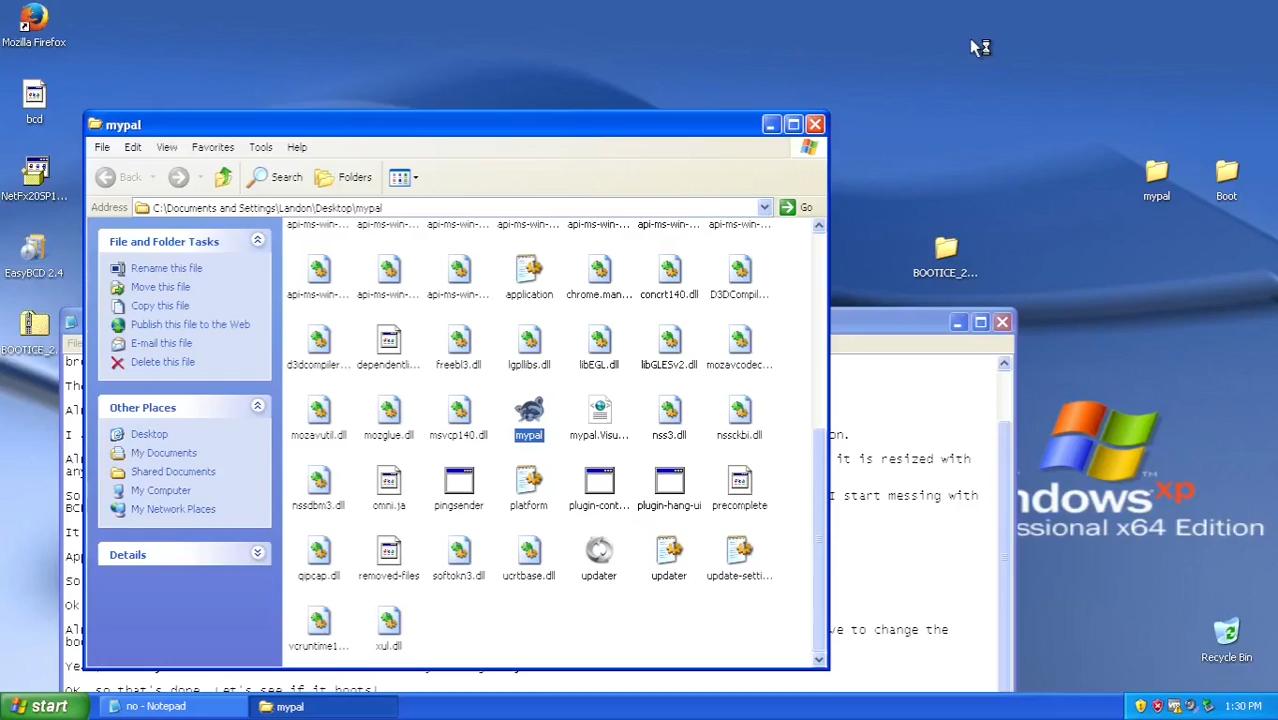 Mozilla Firefox
bcd
NetFx20SP1...
EasyBCD 2.4
BOOTICE_2...
mypal
Boot
BOOTICE_2...
Recycle Bin
mypal
File Edit View Favorites Tools Help
Back Search Folders
Address C:\Documents and Settings\Landon\Desktop\mypal Go
File and Folder Tasks
Rename this file
Move this file
Copy this file
Publish this file to the Web
E-mail this file
Delete this file
Other Places
Desktop
My Documents
Shared Documents
My Computer
My Network Places
Details
api-ms-win-... api-ms-win-... api-ms-win-... api-ms-win-... api-ms-win-... api-ms-win-... api-ms-win-...
api-ms-win-... api-ms-win-... api-ms-win-... application chrome.man... concrt140.dll D3DCompil...
d3dcompiler... dependentli... freebl3.dll lgpllibs.dll libEGL.dll libGLESv2.dll mozavcodec...
mozavutil.dll mozglue.dll msvcp140.dll mypal mypal.Visu... nss3.dll nssckbi.dll
nssdbm3.dll omni.ja pingsender platform plugin-cont... plugin-hang-ui precomplete
qipcap.dll removed-files softokn3.dll ucrtbase.dll updater updater update-setti...
vcruntime1... xul.dll
on.
it is resized with
I start messing with
ve to change the
OK, so that's done. Let's see if it boots!
Windows xp
Professional x64 Edition
start no - Notepad mypal 1:30 PM